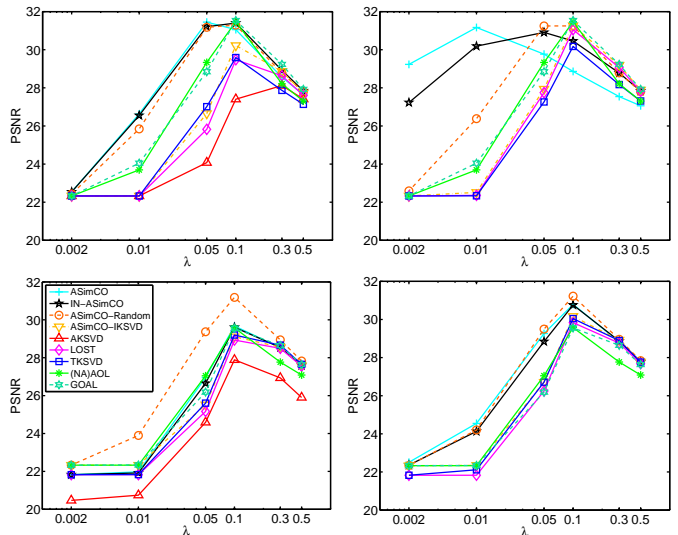 32
30
28
26
24
22
20
PSNR
0.002 0.01 0.05 0.1 0.3 0.5
λ
32
30
28
26
24
22
20
PSNR
0.002 0.01 0.05 0.1 0.3 0.5
λ
32
30
28
26
24
22
20
PSNR
ASimCO
IN-ASimCO
ASimCO-Random
ASimCO-IKSVD
AKSVD
LOST
TKSVD
(NA)AOL
GOAL
0.002 0.01 0.05 0.1 0.3 0.5
λ
32
30
28
26
24
22
20
PSNR
0.002 0.01 0.05 0.1 0.3 0.5
λ